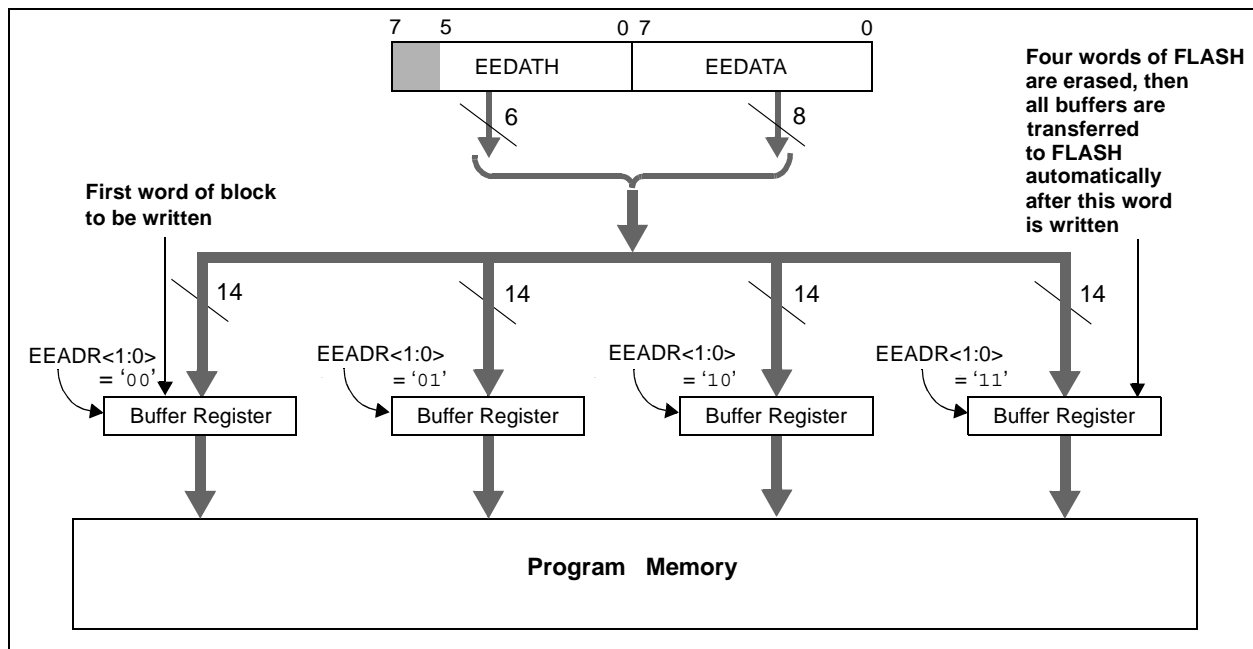 7 5 0 7 0
EEDATH EEDATA
6 8
Four words of FLASH
are erased, then
all buffers are
transferred
to FLASH
automatically
after this word
is written
First word of block
to be written
14 14 14 14
EEADR<1:0>
= ‘00’
EEADR<1:0>
= ‘01’
EEADR<1:0>
= ‘10’
EEADR<1:0>
= ‘11’
Buffer Register Buffer Register Buffer Register Buffer Register
Program Memory